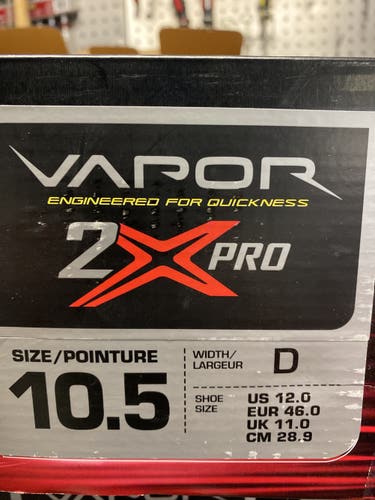 VAPOR
ENGINEERED FOR QUICKNESS
2X PRO
SIZE/POINTURE
10.5
WIDTH/
LARGEUR
D
SHOE
SIZE
US 12.0
EUR 46.0
UK 11.0
CM 28.9